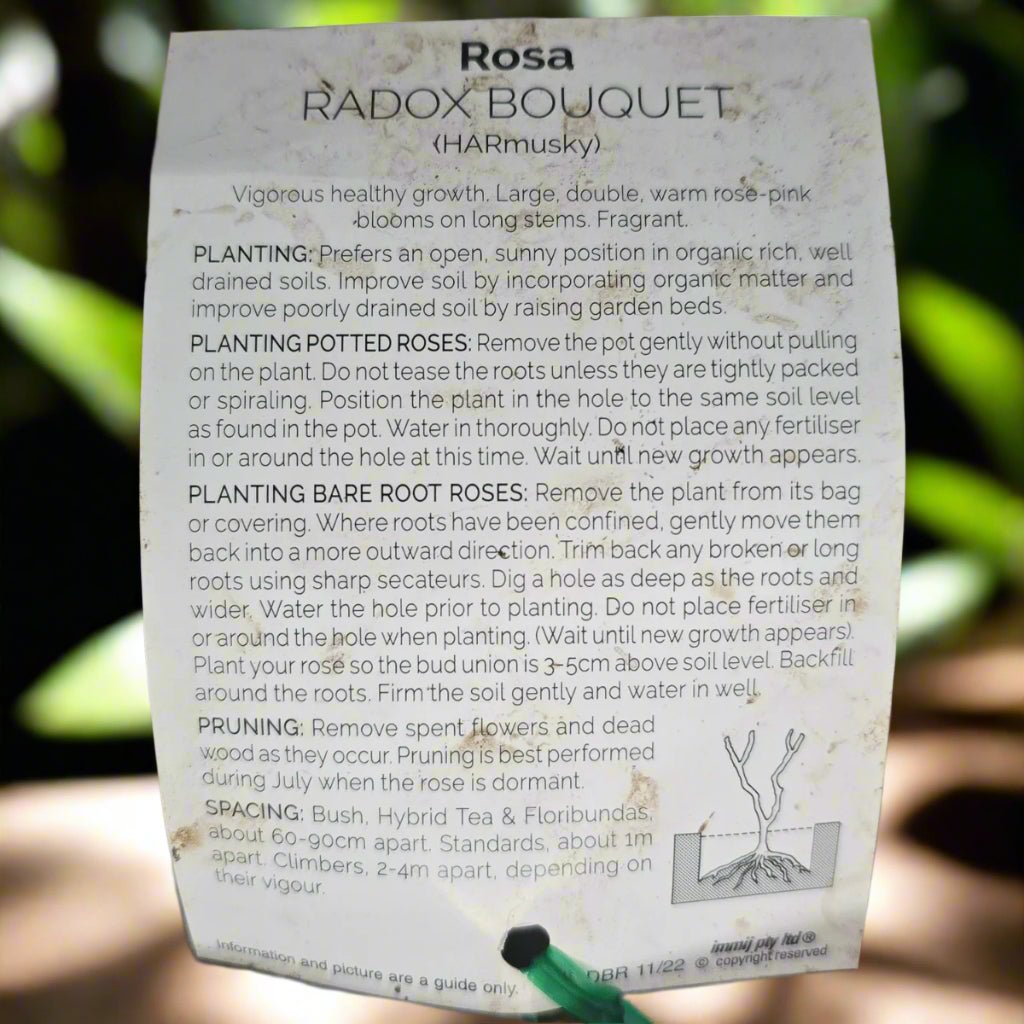 Rosa
RADOX BOUQUET
(HARmusky)
Vigorous healthy growth. Large, double, warm rose-pink
blooms on long stems. Fragrant.
PLANTING: Prefers an open, sunny position in organic rich, well
drained soils. Improve soil by incorporating organic matter and
improve poorly drained soil by raising garden beds.
PLANTING POTTED ROSES: Remove the pot gently without pulling
on the plant. Do not tease the roots unless they are tightly packed
or spiraling. Position the plant in the hole to the same soil level
as found in the pot. Water in thoroughly. Do not place any fertiliser
in or around the hole at this time. Wait until new growth appears.
PLANTING BARE ROOT ROSES: Remove the plant from its bag
or covering. Where roots have been confined, gently move them
back into a more outward direction. Trim back any broken or long
roots using sharp secateurs. Dig a hole as deep as the roots and
wider. Water the hole prior to planting. Do not place fertiliser in
or around the hole when planting. (Wait until new growth appears).
Plant your rose so the bud union is 3-5cm above soil level. Backfill
around the roots. Firm the soil gently and water in well.
PRUNING: Remove spent flowers and dead
wood as they occur. Pruning is best performed
during July when the rose is dormant.
SPACING: Bush, Hybrid Tea & Floribundas,
about 60-90cm apart. Standards, about 1m
apart. Climbers, 2-4m apart, depending on
their vigour.
immij pty ltd®
Information and picture are a guide only. DBR 11/22 © copyright reserved